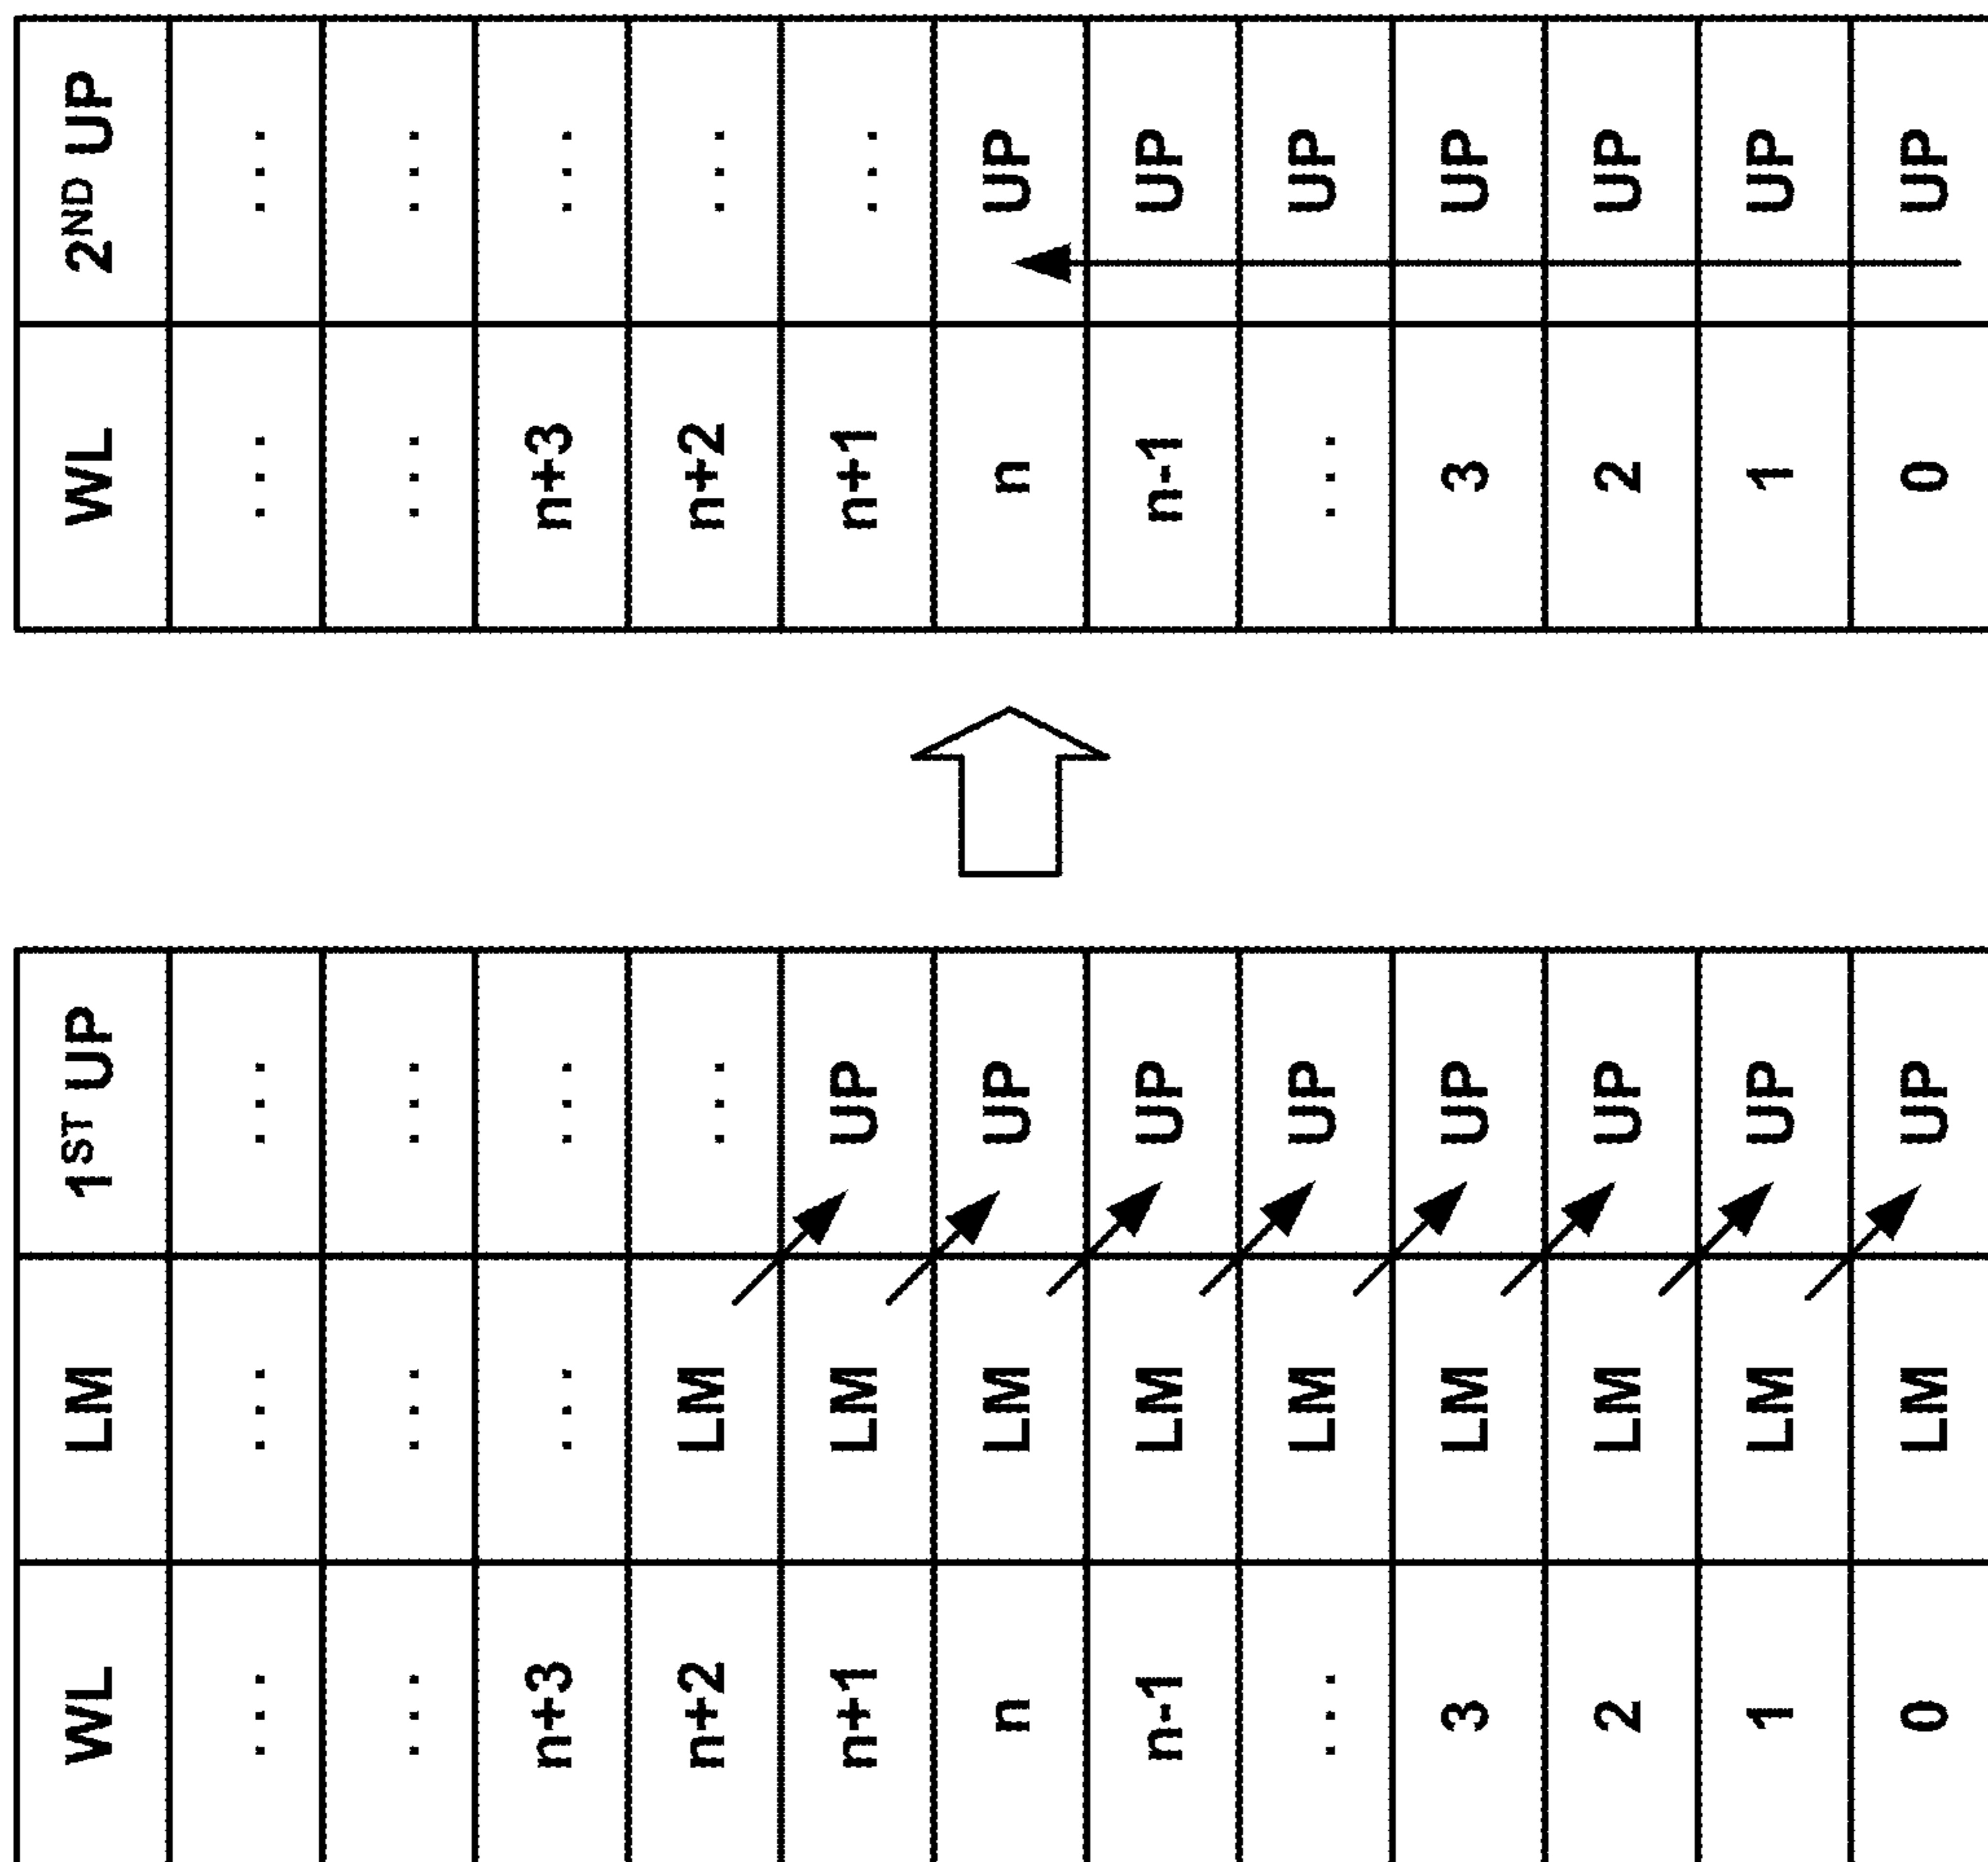 WL LM 1ST UP
... ... ...
... ... ...
n+3 ... ...
n+2 LM ...
n+1 LM UP
n LM UP
n-1 LM UP
... LM UP
3 LM UP
2 LM UP
1 LM UP
0 LM UP
WL 2ND UP
... ...
... ...
n+3 ...
n+2 ...
n+1 ...
n UP
n-1 UP
... UP
3 UP
2 UP
1 UP
0 UP